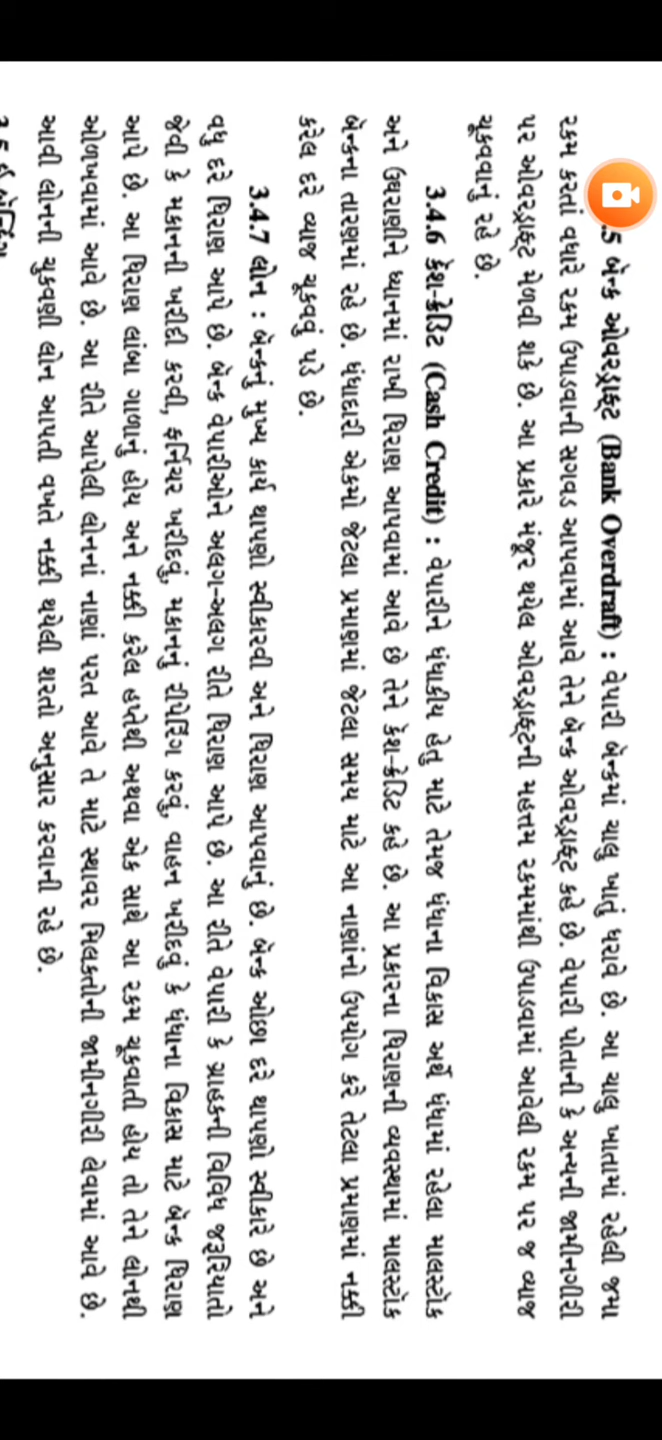 .5 બેન્ક ઓવરડ્રાફ્ટ (Bank Overdraft) : વેપારી બેન્કમાં ચાલુ ખાતું ધરાવે છે. આ ચાલુ ખાતામાં રહેલી જમા
રકમ કરતાં વધારે રકમ ઉપાડવાની સગવડ આપવામાં આવે તેને બેન્ક ઓવરડ્રાફ્ટ કહે છે. વેપારી પોતાની કે અન્યની જામીનગીરી
પર ઓવરડ્રાફ્ટ મેળવી શકે છે. આ પ્રકારે મંજૂર થયેલ ઓવરડ્રાફ્ટની મહત્તમ રકમમાંથી ઉપાડવામાં આવેલી રકમ પર જ વ્યાજ
ચૂકવવાનું રહે છે.
3.4.6 કેશ-ક્રેડિટ (Cash Credit) : વેપારીને ધંધાકીય હેતુ માટે તેમજ ધંધાના વિકાસ અર્થે ધંધામાં રહેલા માલસ્ટોક
અને ઉઘરાણીને ધ્યાનમાં રાખી ધિરાણ આપવામાં આવે છે તેને કેશ-ક્રેડિટ કહે છે. આ પ્રકારના ધિરાણની વ્યવસ્થામાં માલસ્ટોક
બેન્કના તારણમાં રહે છે. ધંધાદારી એકમો જેટલા પ્રમાણમાં જેટલા સમય માટે આ નાણાંનો ઉપયોગ કરે તેટલા પ્રમાણમાં નક્કી
કરેલ દરે વ્યાજ ચૂકવવું પડે છે.
3.4.7 લોન : બેન્કનું મુખ્ય કાર્ય થાપણો સ્વીકારવી અને ધિરાણ આપવાનું છે. બેન્ક ઓછા દરે થાપણો સ્વીકારે છે અને
વધુ દરે ધિરાણ આપે છે. બેન્ક વેપારીઓને અલગ-અલગ રીતે ધિરાણ આપે છે. આ રીતે વેપારી કે ગ્રાહકની વિવિધ જરૂરિયાતો
જેવી કે મકાનની ખરીદી કરવી, ફર્નિચર ખરીદવું, મકાનનું રીપેરિંગ કરવું, વાહન ખરીદવું કે ધંધાના વિકાસ માટે બેન્ક ધિરાણ
આપે છે. આ ધિરાણ લાંબા ગાળાનું હોય અને નક્કી કરેલ હપ્તેથી અથવા એક સાથે આ રકમ ચૂકવાતી હોય તો તેને લોનથી
ઓળખવામાં આવે છે. આ રીતે આપેલી લોનનાં નાણાં પરત આવે તે માટે સ્થાવર મિલકતોની જામીનગીરી લેવામાં આવે છે.
આવી લોનની ચૂકવણી લોન આપતી વખતે નક્કી થયેલી શરતો અનુસાર કરવાની રહે છે.